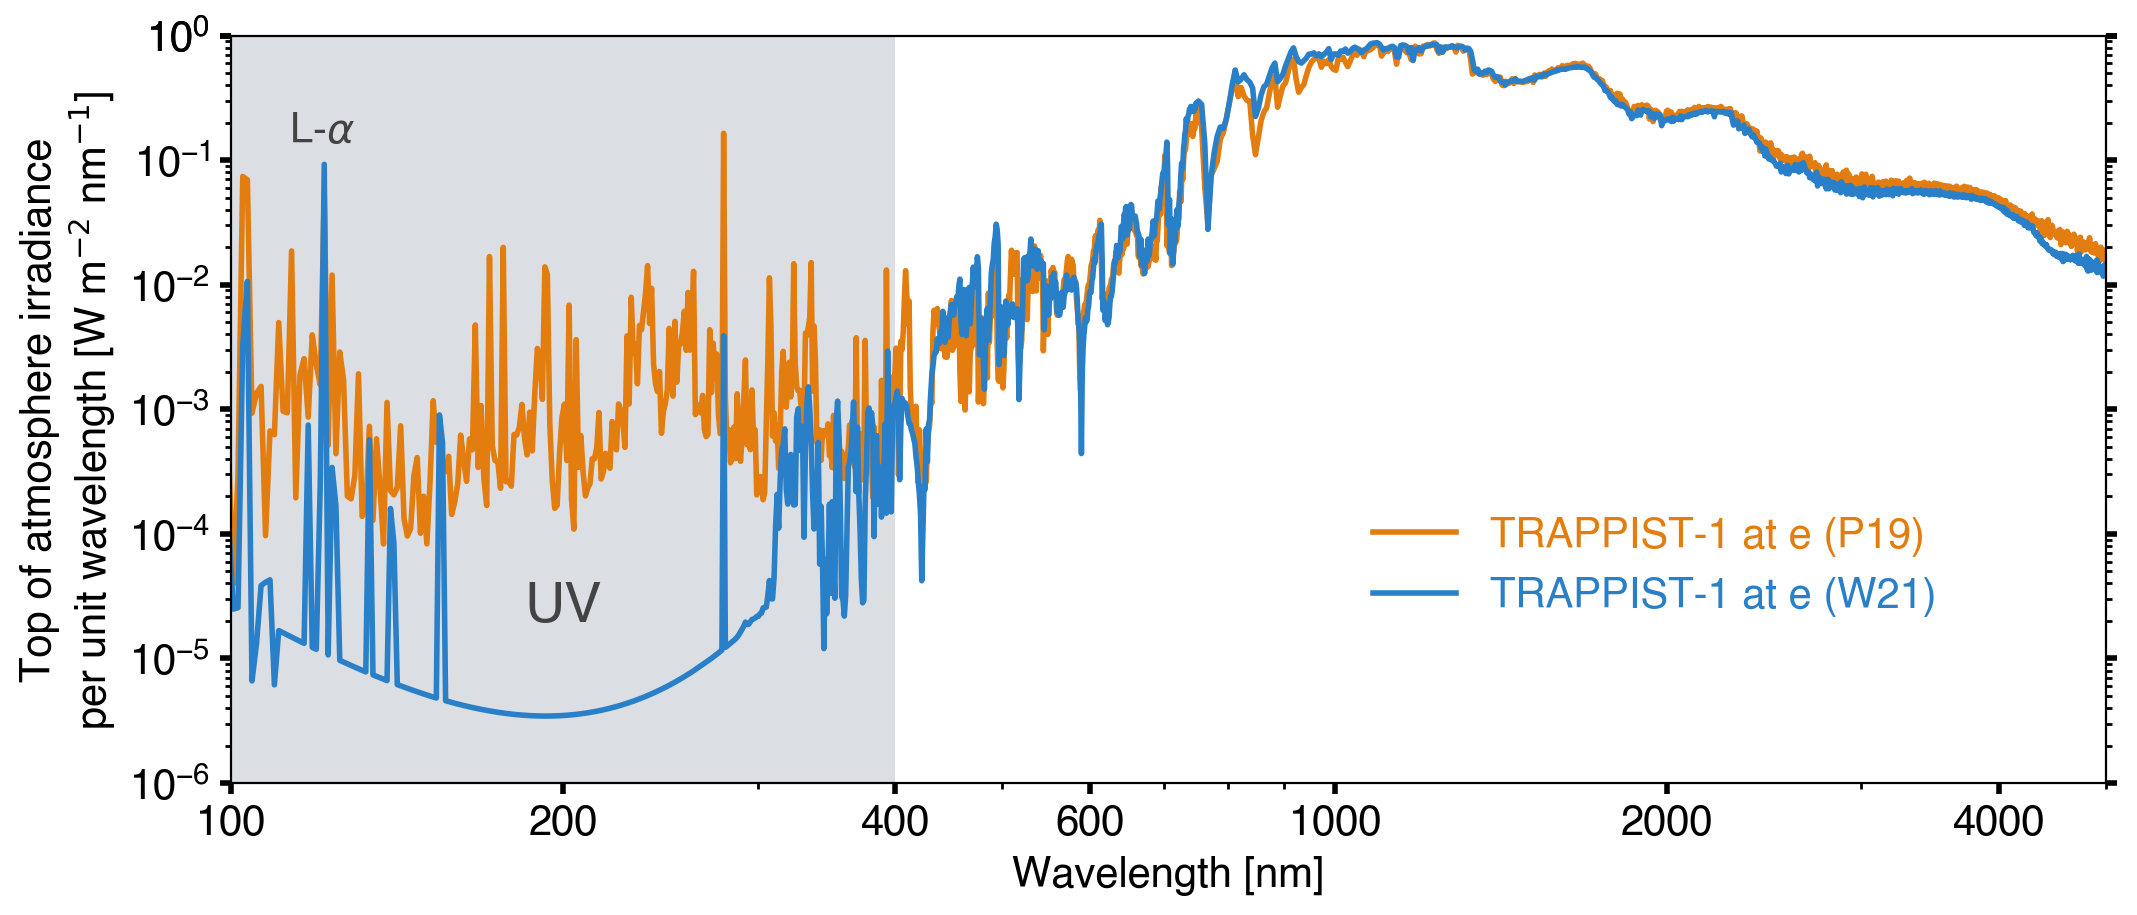 Top of atmosphere irradiance
per unit wavelength [W m⁻² nm⁻¹]
10⁰
10⁻¹
10⁻²
10⁻³
10⁻⁴
10⁻⁵
10⁻⁶
L-α
UV
TRAPPIST-1 at e (P19)
TRAPPIST-1 at e (W21)
100 200 400 600 1000 2000 4000
Wavelength [nm]